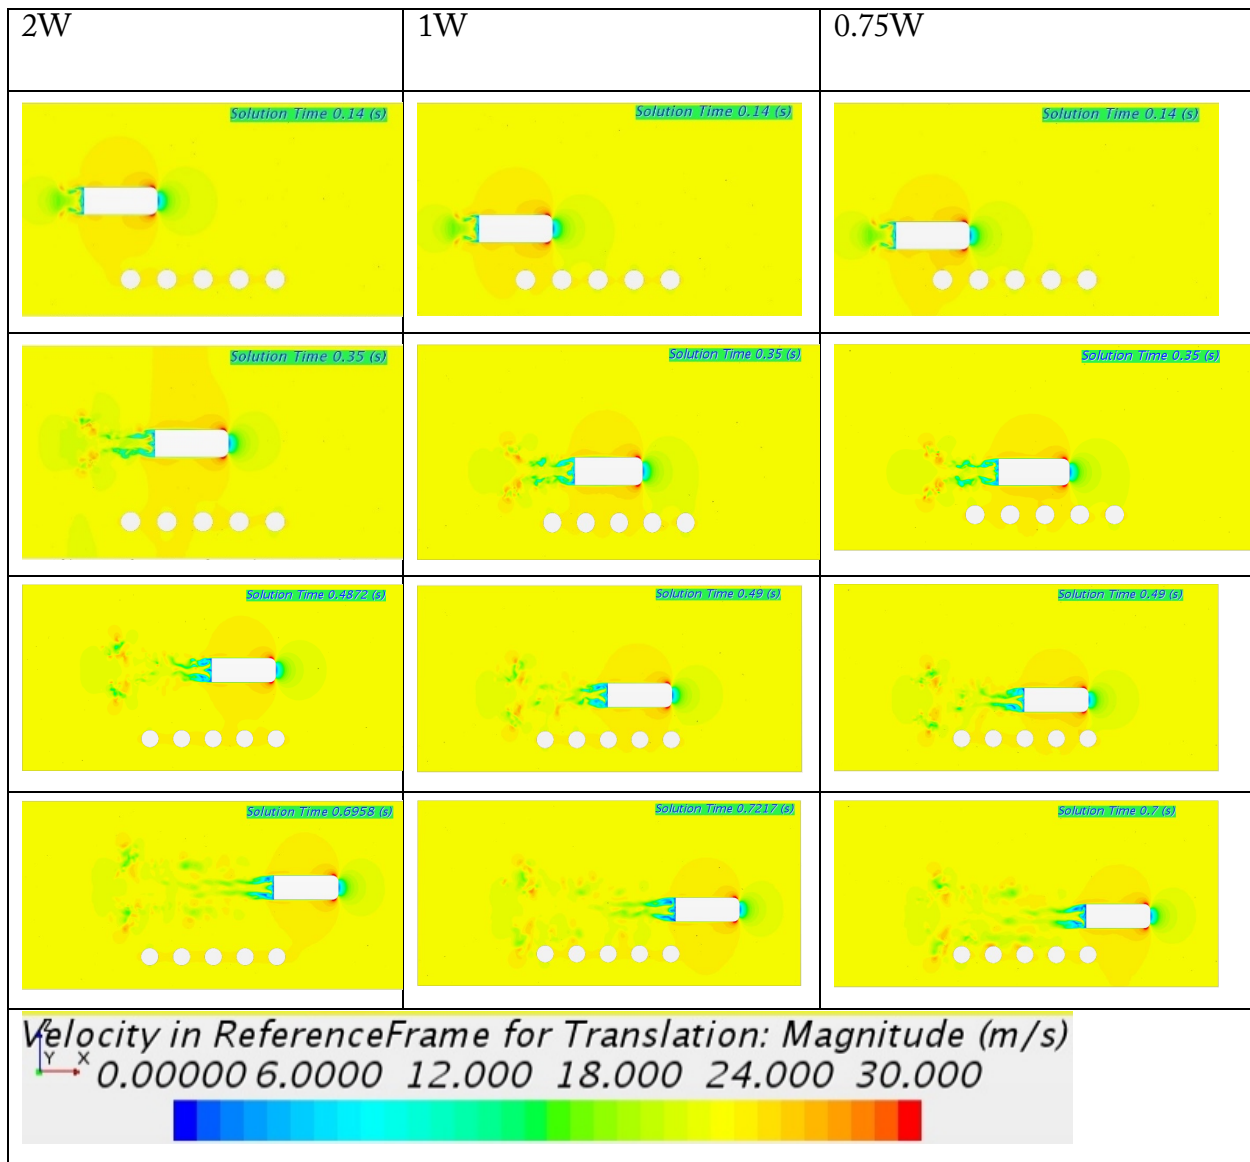 2W 1W 0.75W
Solution Time 0.14 (s) Solution Time 0.14 (s) Solution Time 0.14 (s)
Solution Time 0.35 (s) Solution Time 0.35 (s) Solution Time 0.35 (s)
Solution Time 0.4872 (s) Solution Time 0.49 (s) Solution Time 0.49 (s)
Solution Time 0.6958 (s) Solution Time 0.7217 (s) Solution Time 0.7 (s)
Velocity in ReferenceFrame for Translation: Magnitude (m/s)
Z
Y X
0.00000 6.0000 12.000 18.000 24.000 30.000